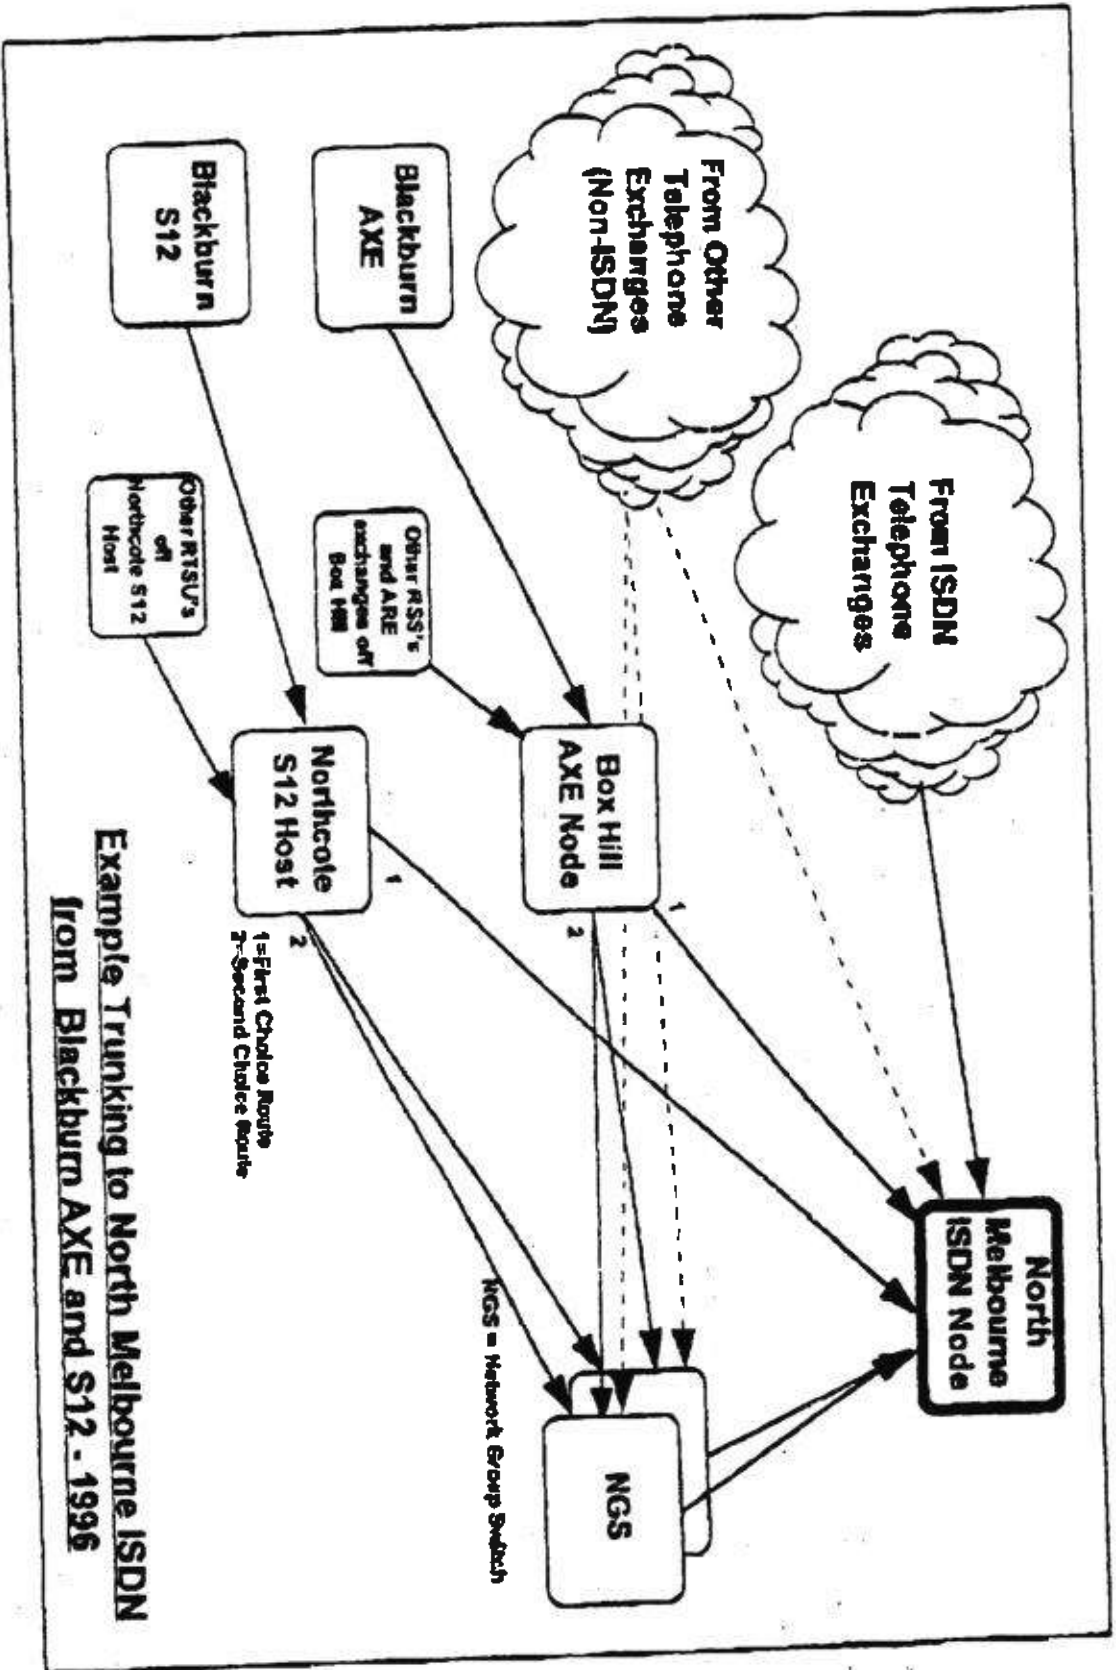 From ISDN
Telephone
Exchanges
From Other
Telephone
Exchanges
(Non-ISDN)
North
Melbourne
ISDN Node
Blackburn
AXE
Other RSS's
and ARE
exchanges off
Box Hill
Box Hill
AXE Node
1
2
NGS
NGS = Network Group Switch
Blackburn
S12
Other RTSU's
off
Northcote S12
Host
Northcote
S12 Host
1
2
1=First Choice Route
2=Second Choice Route
Example Trunking to North Melbourne ISDN
from Blackburn AXE and S12 - 1996